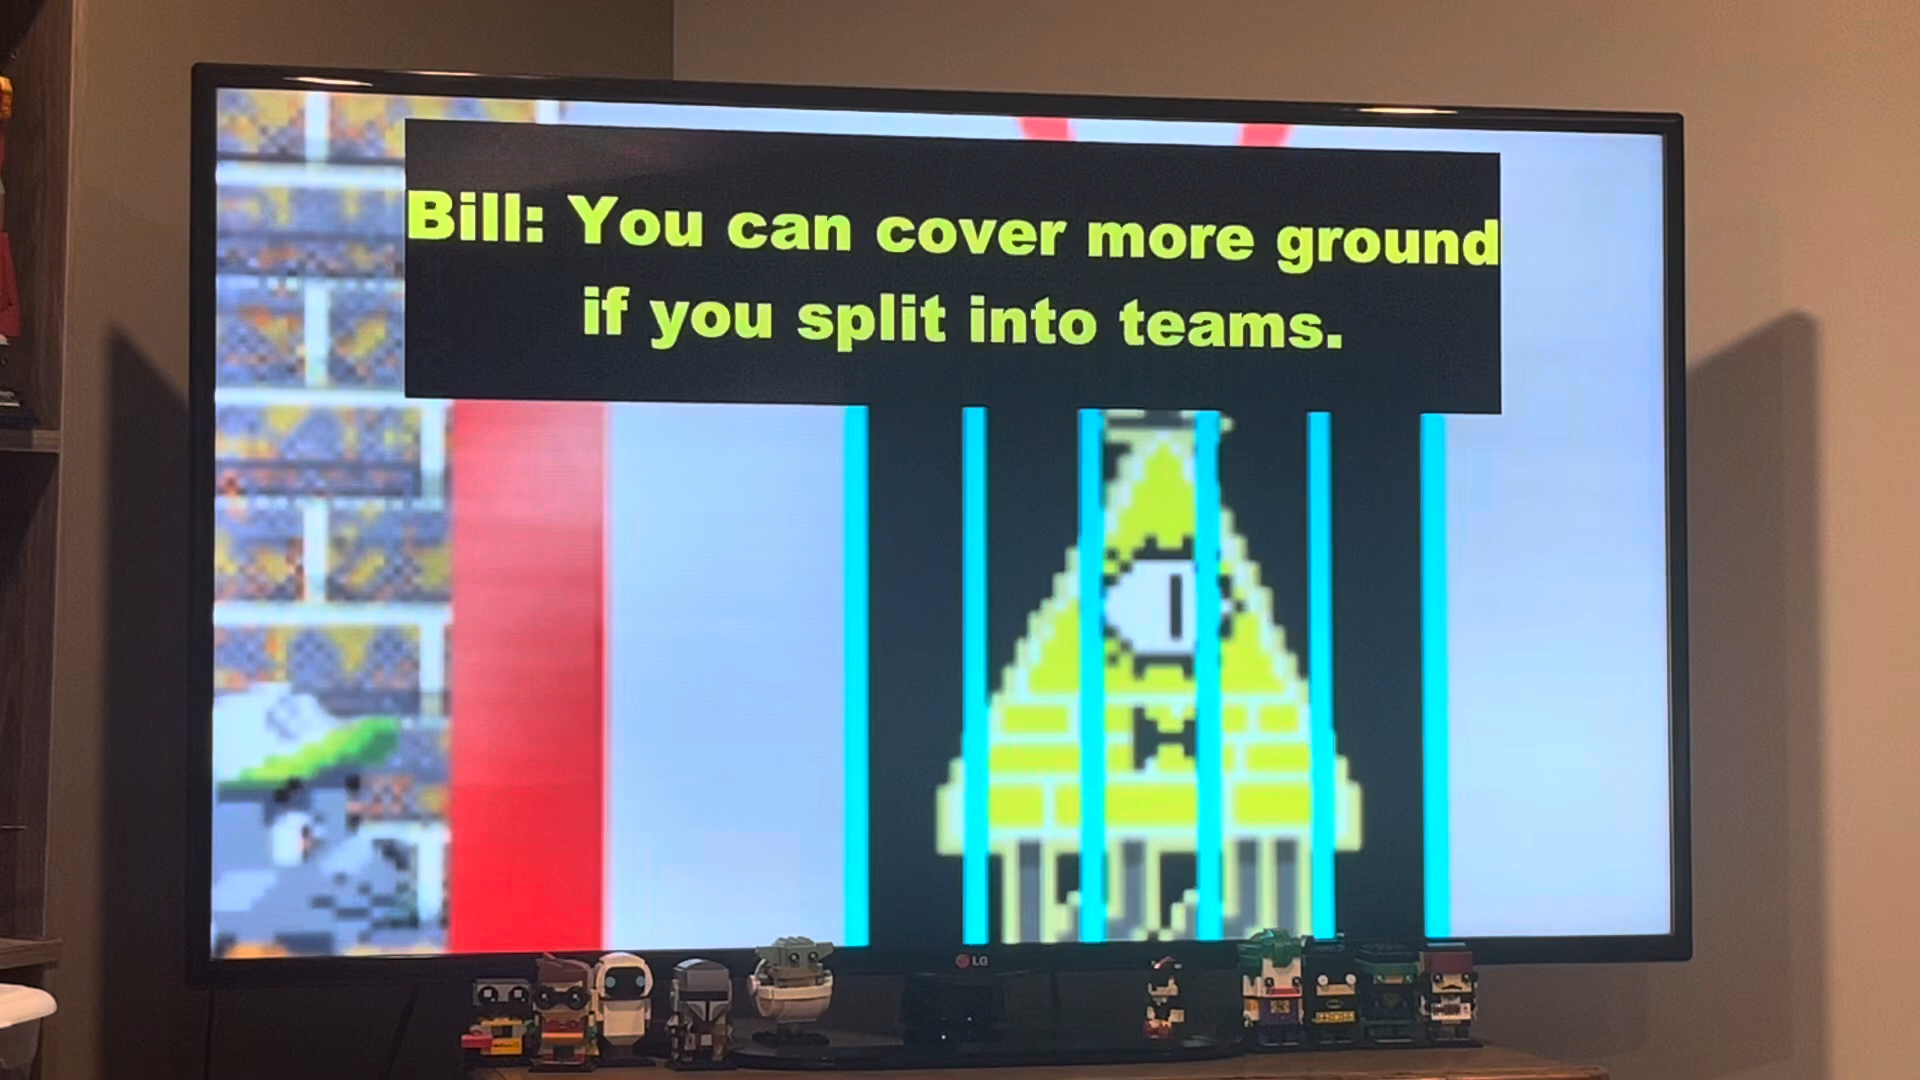 Bill: You can cover more ground
if you split into teams.
LG